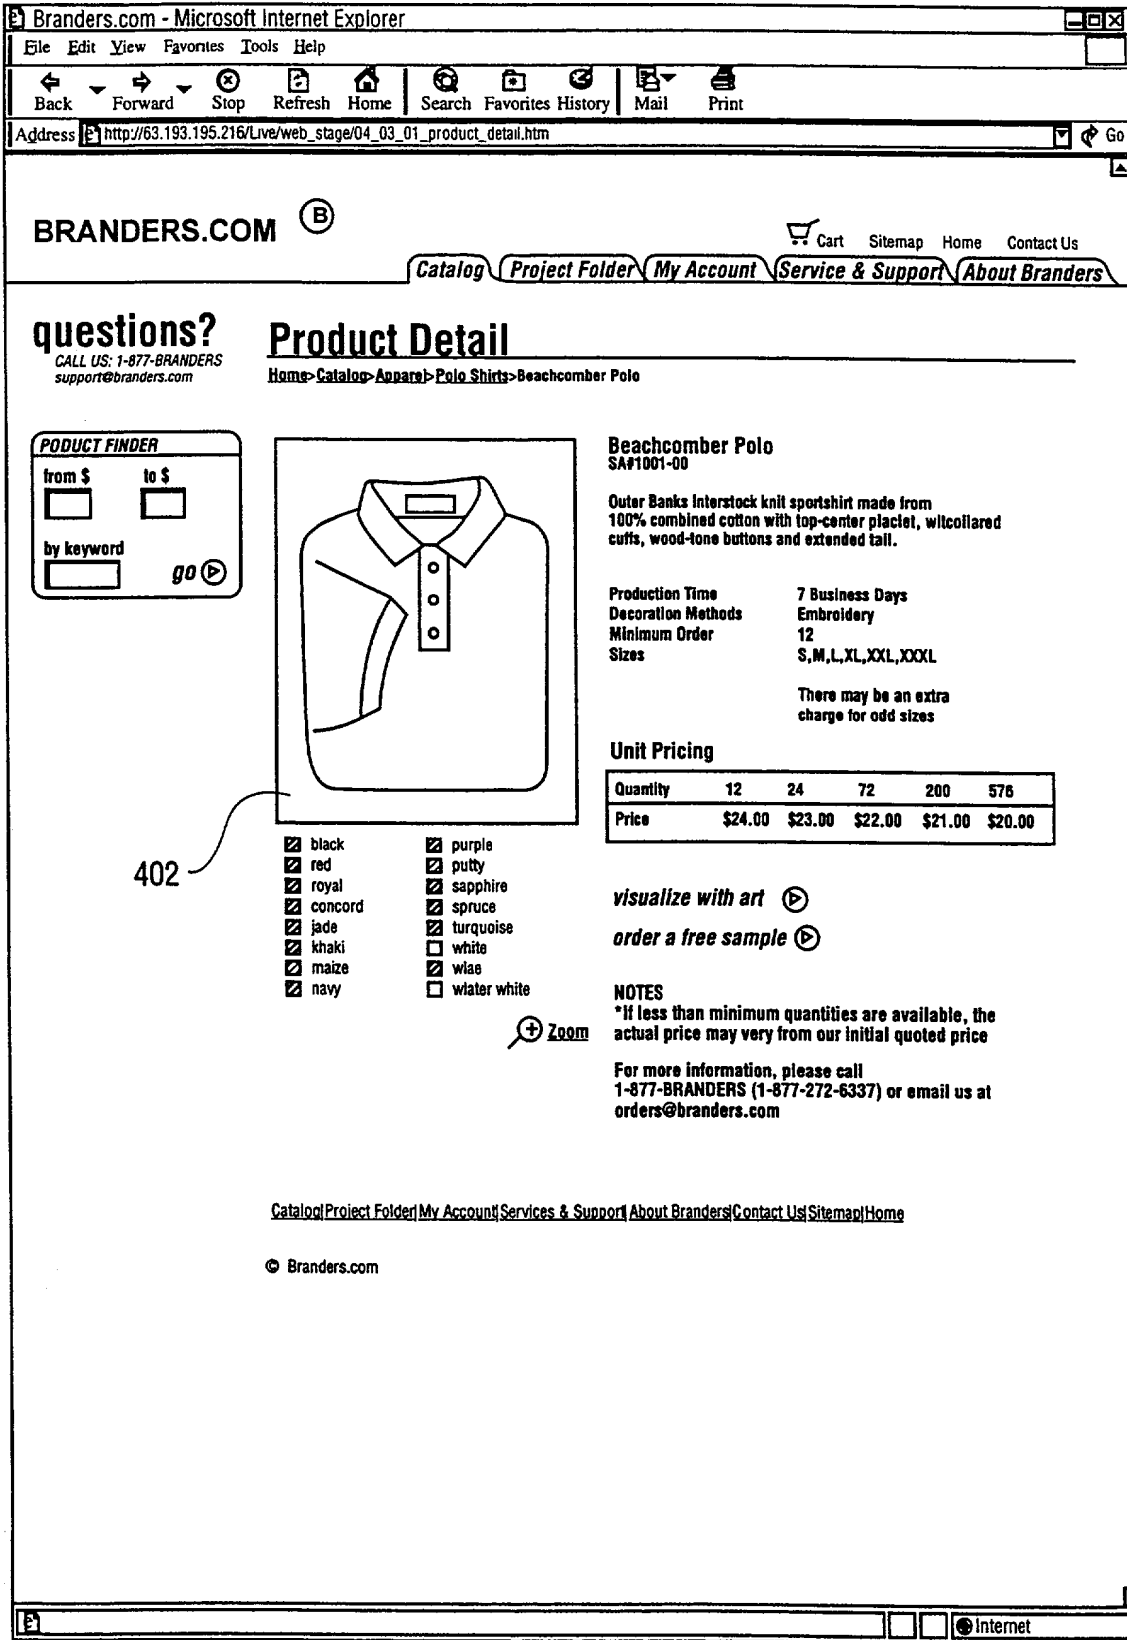 Branders.com - Microsoft Internet Explorer
File Edit View Favorites Tools Help
Back Forward Stop Refresh Home Search Favorites History Mail Print
Address http://63.193.195.216/Live/web_stage/04_03_01_product_detail.htm Go
BRANDERS.COM B
Cart Sitemap Home Contact Us
Catalog Project Folder My Account Service & Support About Branders
questions?
CALL US: 1-877-BRANDERS
support@branders.com
Product Detail
Home>Catalog>Apparel>Polo Shirts>Beachcomber Polo
PODUCT FINDER
from $ to $
by keyword
go
402
black
red
royal
concord
jade
khaki
maize
navy
purple
putty
sapphire
spruce
turquoise
white
wiae
wiater white
Zoom
Beachcomber Polo
SA#1001-00
Outer Banks Interstock knit sportshirt made from
100% combined cotton with top-center placlet, witcollared
cuffs, wood-tone buttons and extended tail.
Production Time 7 Business Days
Decoration Methods Embroidery
Minimum Order 12
Sizes S,M,L,XL,XXL,XXXL
There may be an extra
charge for odd sizes
Unit Pricing
Quantity 12 24 72 200 576
Price $24.00 $23.00 $22.00 $21.00 $20.00
visualize with art
order a free sample
NOTES
*If less than minimum quantities are available, the
actual price may very from our initial quoted price
For more information, please call
1-877-BRANDERS (1-877-272-6337) or email us at
orders@branders.com
Catalog|Project Folder|My Account|Services & Support|About Branders|Contact Us|Sitemap|Home
© Branders.com
Internet